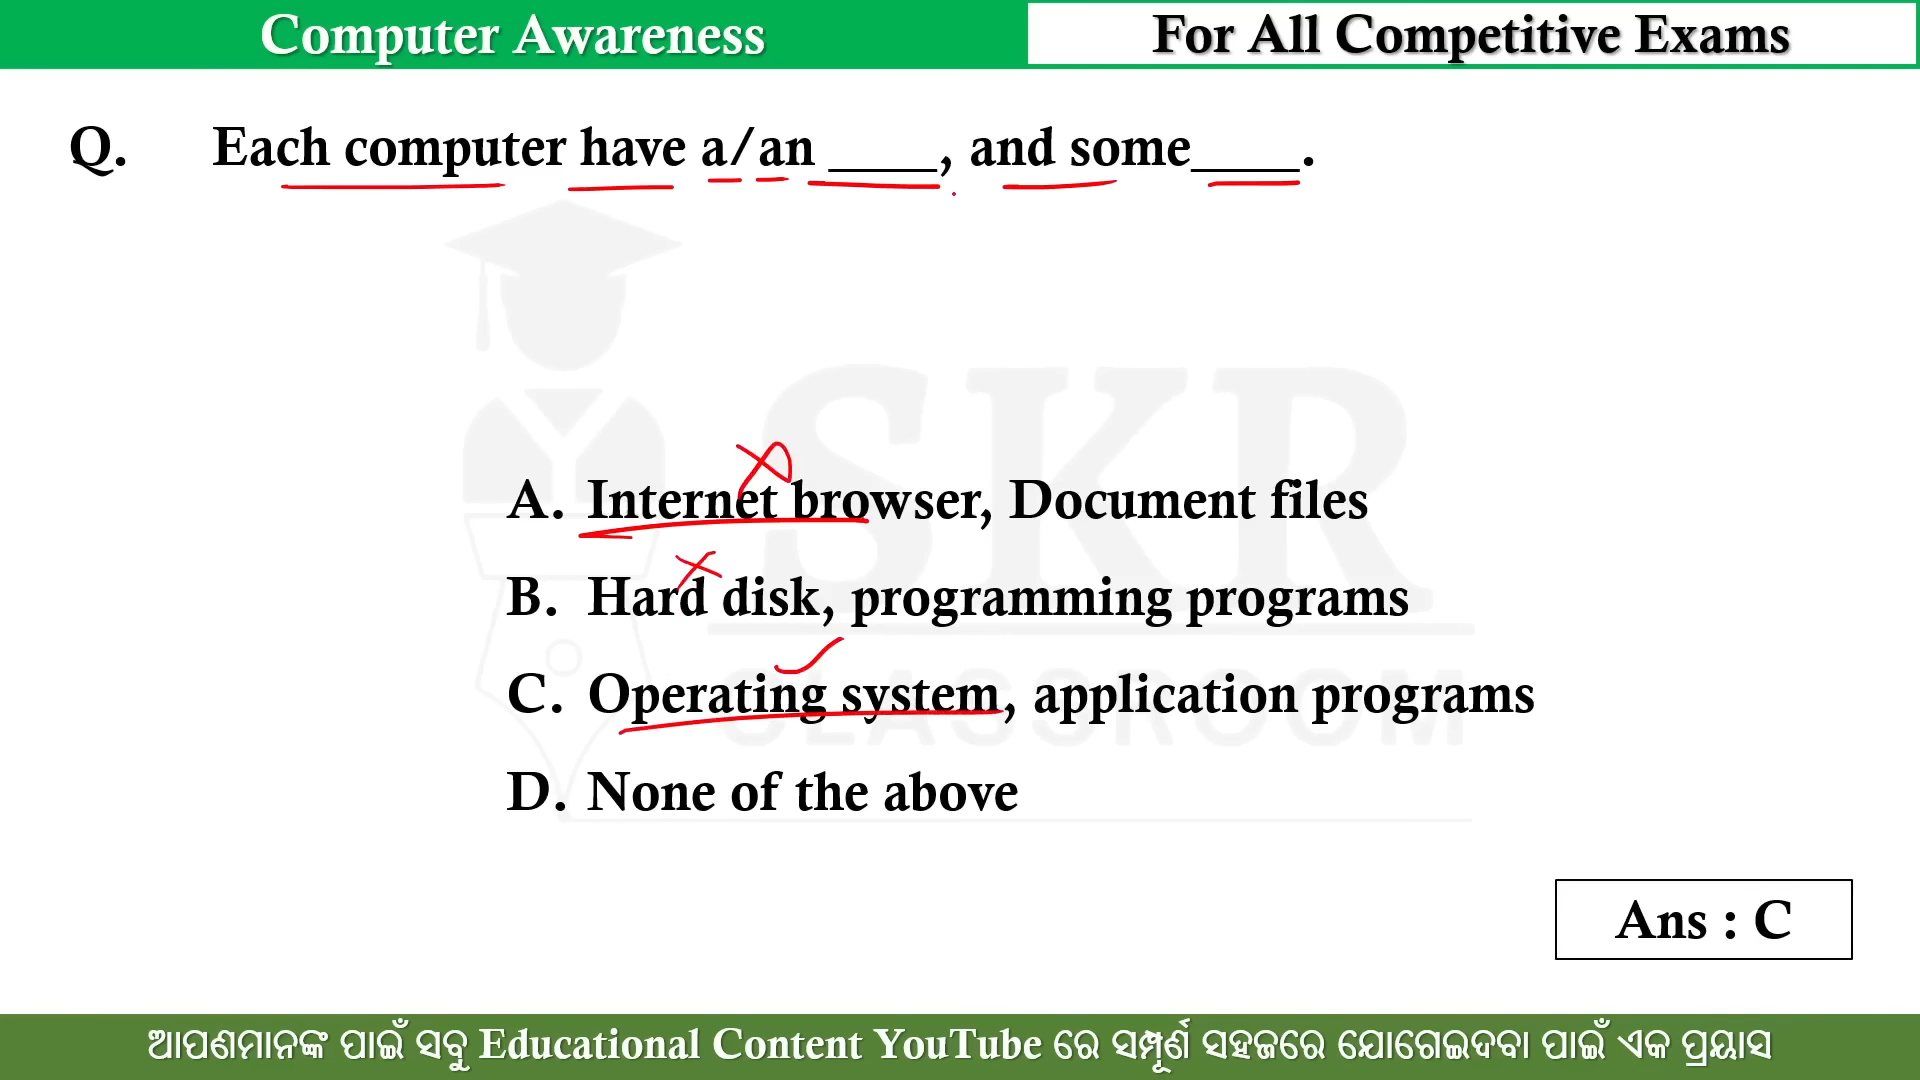 Computer Awareness
For All Competitive Exams
Q. Each computer have a/an ____, and some____.
A. Internet browser, Document files
B. Hard disk, programming programs
C. Operating system, application programs
D. None of the above
SKR
CLASSROOM
Ans : C
ଆପଣମାନଙ୍କ ପାଇଁ ସବୁ Educational Content YouTube ରେ ସମ୍ପୂର୍ଣ ସହଜରେ ଯୋଗେଇଦବା ପାଇଁ ଏକ ପ୍ରୟାସ